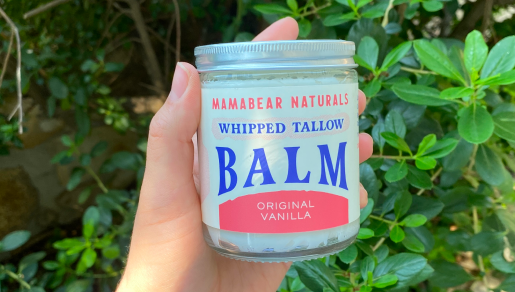 MAMABEAR NATURALS
WHIPPED TALLOW
BALM
ORIGINAL
VANILLA